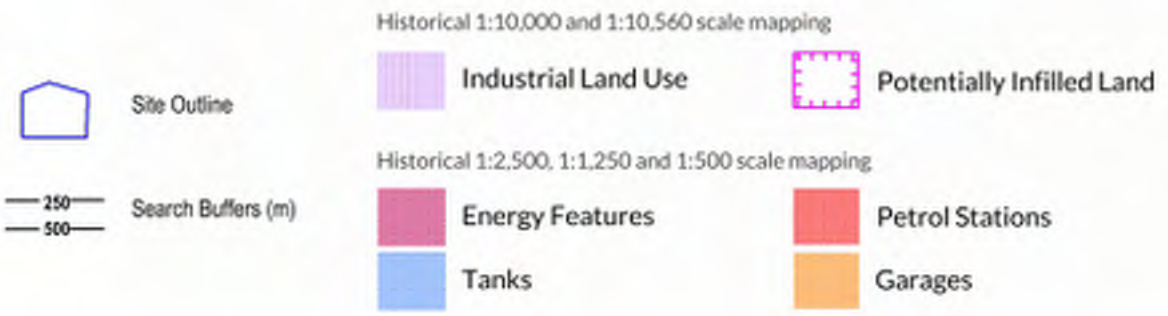 Historical 1:10,000 and 1:10,560 scale mapping
Industrial Land Use
Potentially Infilled Land
Site Outline
Historical 1:2,500, 1:1,250 and 1:500 scale mapping
250
500
Search Buffers (m)
Energy Features
Petrol Stations
Tanks
Garages